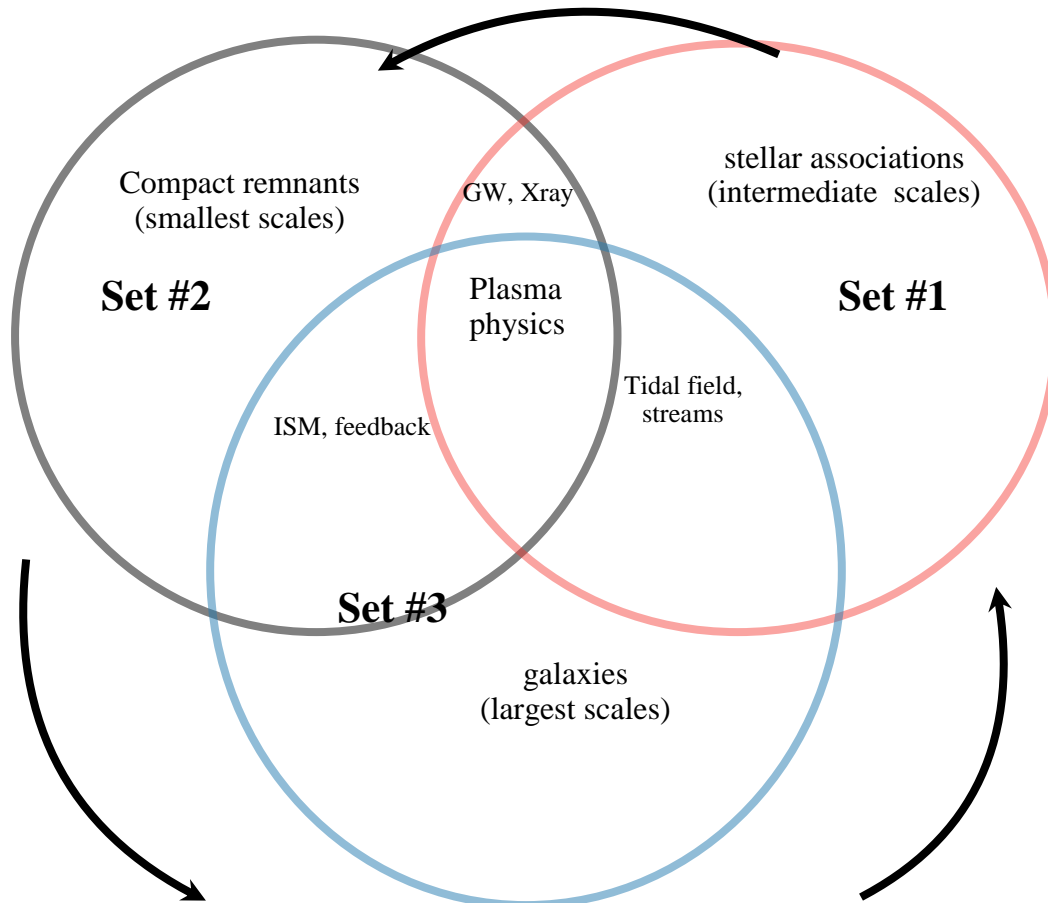 stellar associations
(intermediate scales)
Compact remnants
(smallest scales)
GW, Xray
Set #2
Plasma
physics
Set #1
Tidal field,
streams
ISM, feedback
Set #3
galaxies
(largest scales)